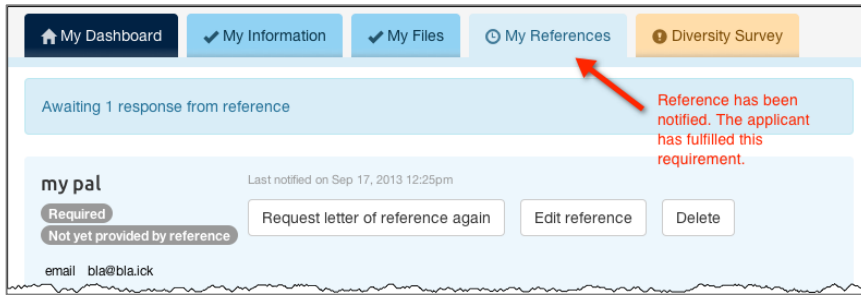 My Dashboard
My Information
My Files
My References
Diversity Survey
Awaiting 1 response from reference
Reference has been
notified. The applicant
has fulfilled this
requirement.
my pal
Last notified on Sep 17, 2013 12:25pm
Required
Not yet provided by reference
Request letter of reference again
Edit reference
Delete
email bla@bla.ick